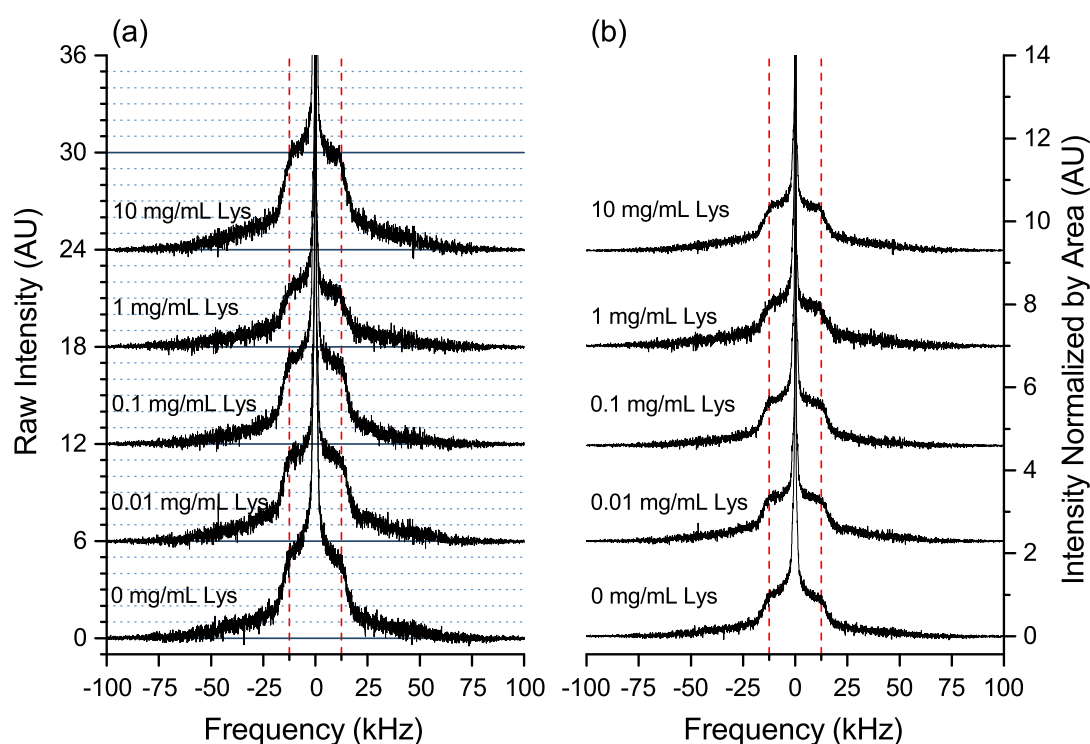 (a)
(b)
Raw Intensity (AU)
36
30
24
18
12
6
0
10 mg/mL Lys
1 mg/mL Lys
0.1 mg/mL Lys
0.01 mg/mL Lys
0 mg/mL Lys
-100 -75 -50 -25 0 25 50 75 100
Frequency (kHz)
10 mg/mL Lys
1 mg/mL Lys
0.1 mg/mL Lys
0.01 mg/mL Lys
0 mg/mL Lys
-100 -75 -50 -25 0 25 50 75 100
Frequency (kHz)
14
12
10
8
6
4
2
0
Intensity Normalized by Area (AU)